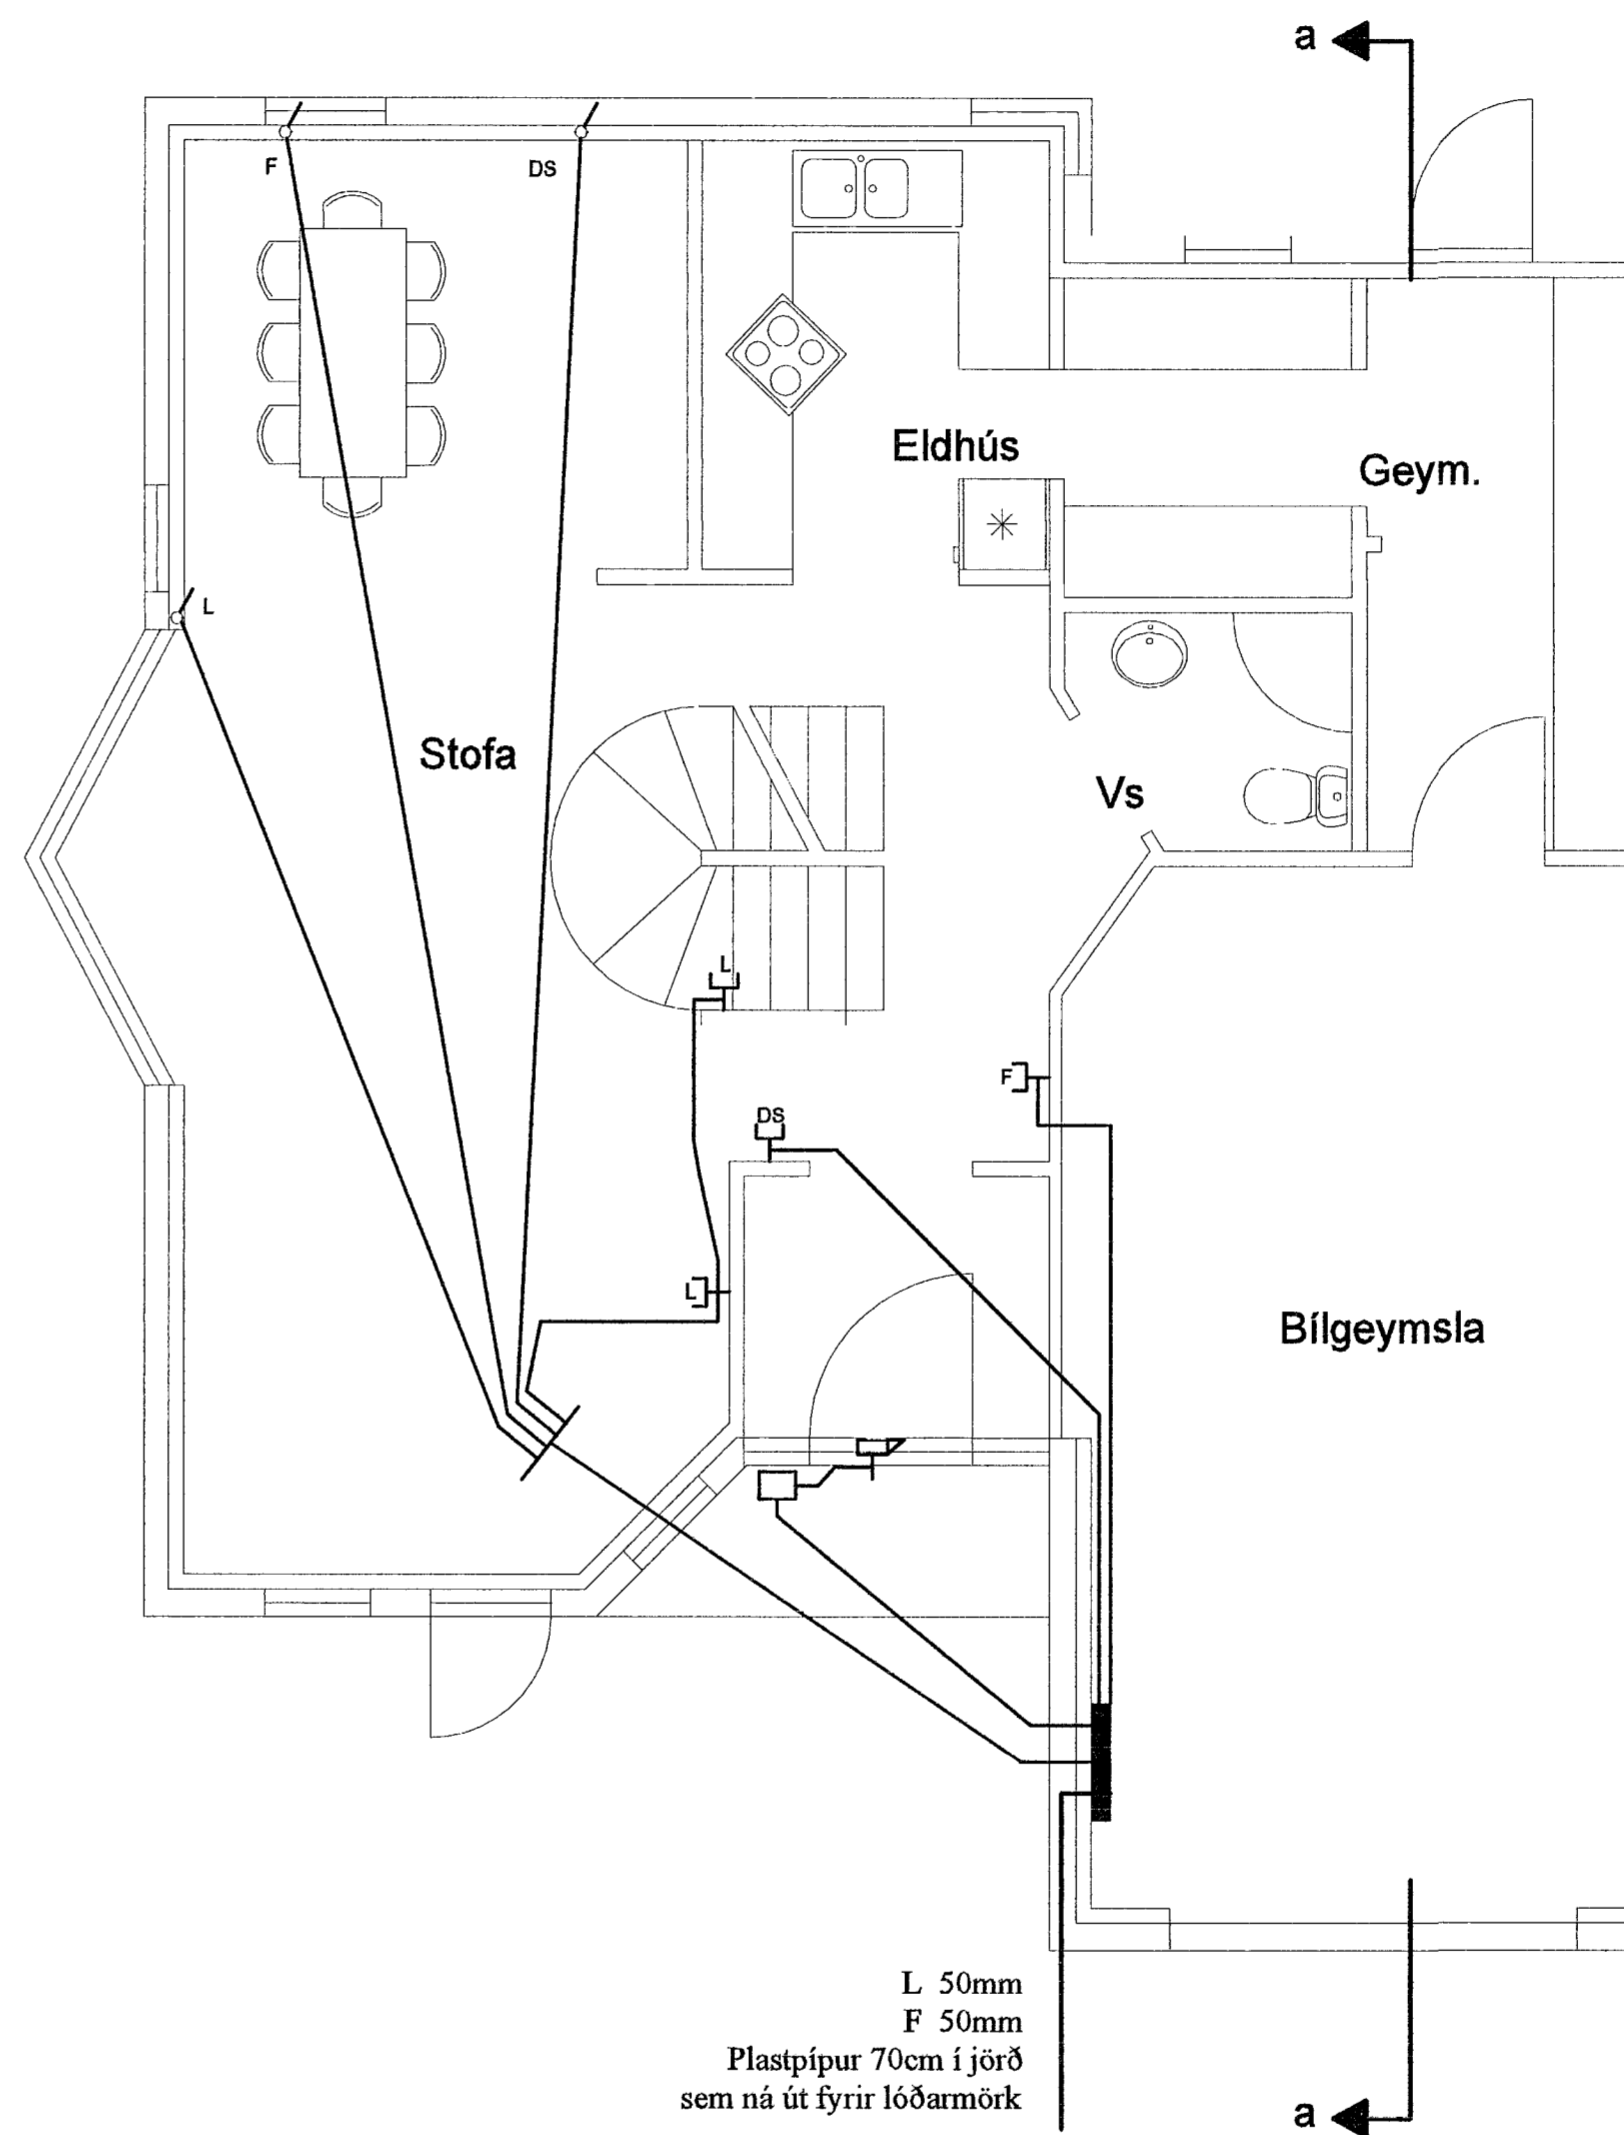 a
F
DS
Eldhús
Geym.
L
Stofa
Vs
L
F
DS
L
Bílgeymsla
L 50mm
F 50mm
Plastpípur 70cm í jörð
sem ná út fyrir lóðarmörk
a